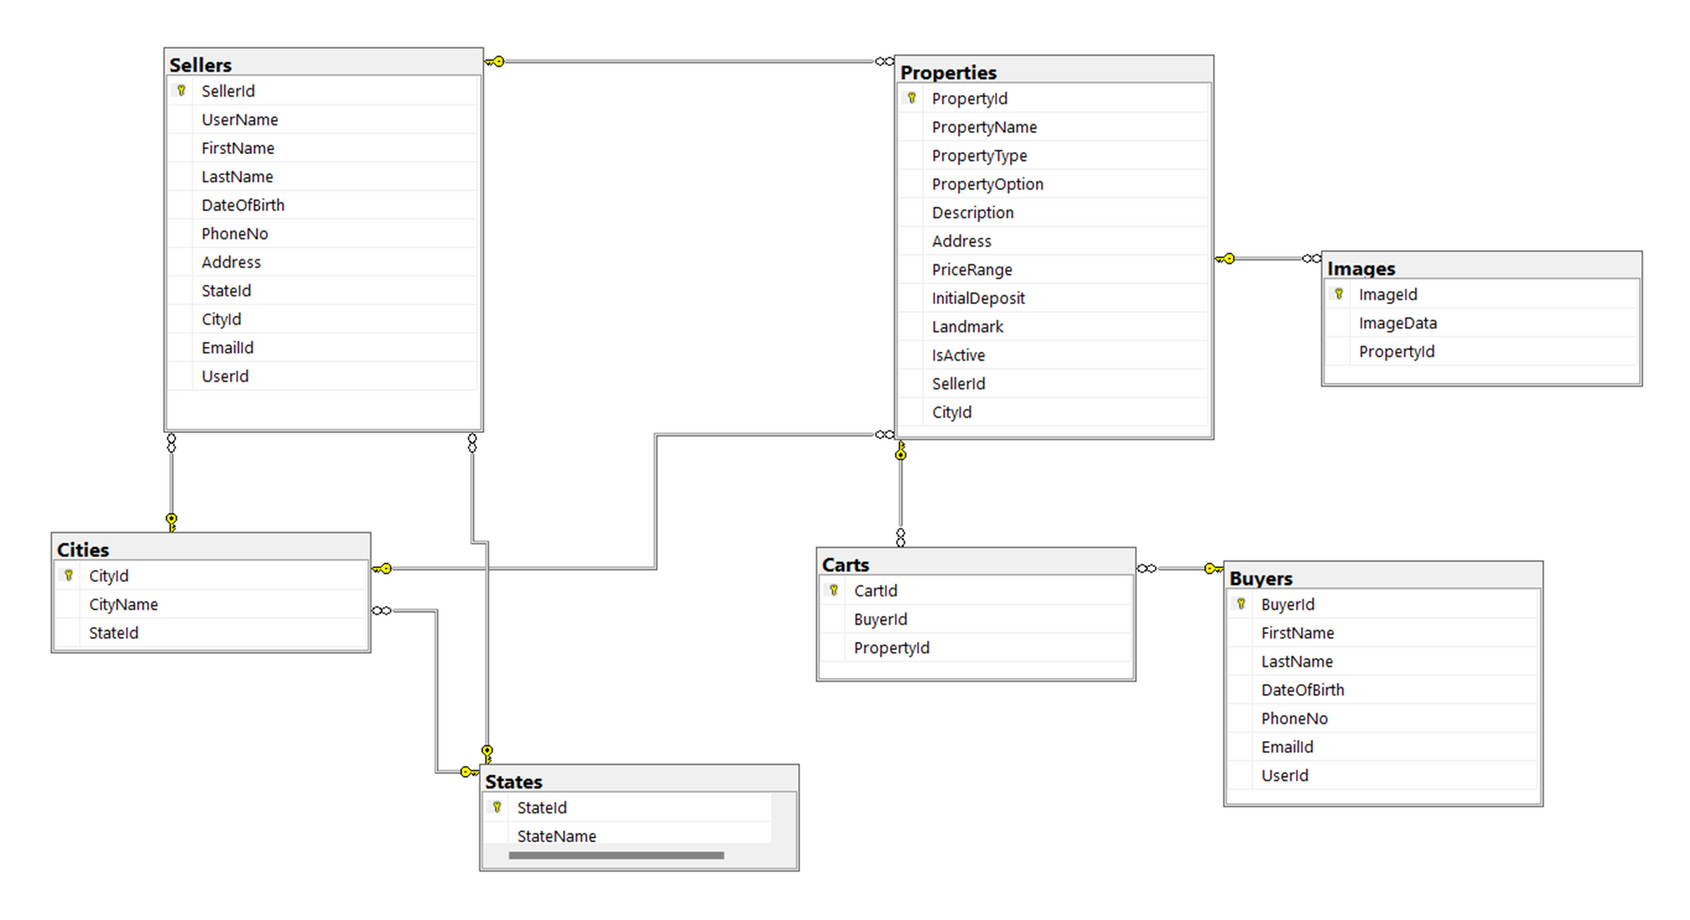 Sellers
SellerId
UserName
FirstName
LastName
DateOfBirth
PhoneNo
Address
StateId
CityId
EmailId
UserId
Properties
PropertyId
PropertyName
PropertyType
PropertyOption
Description
Address
PriceRange
InitialDeposit
Landmark
IsActive
SellerId
CityId
Images
ImageId
ImageData
PropertyId
Cities
CityId
CityName
StateId
Carts
CartId
BuyerId
PropertyId
Buyers
BuyerId
FirstName
LastName
DateOfBirth
PhoneNo
EmailId
UserId
States
StateId
StateName